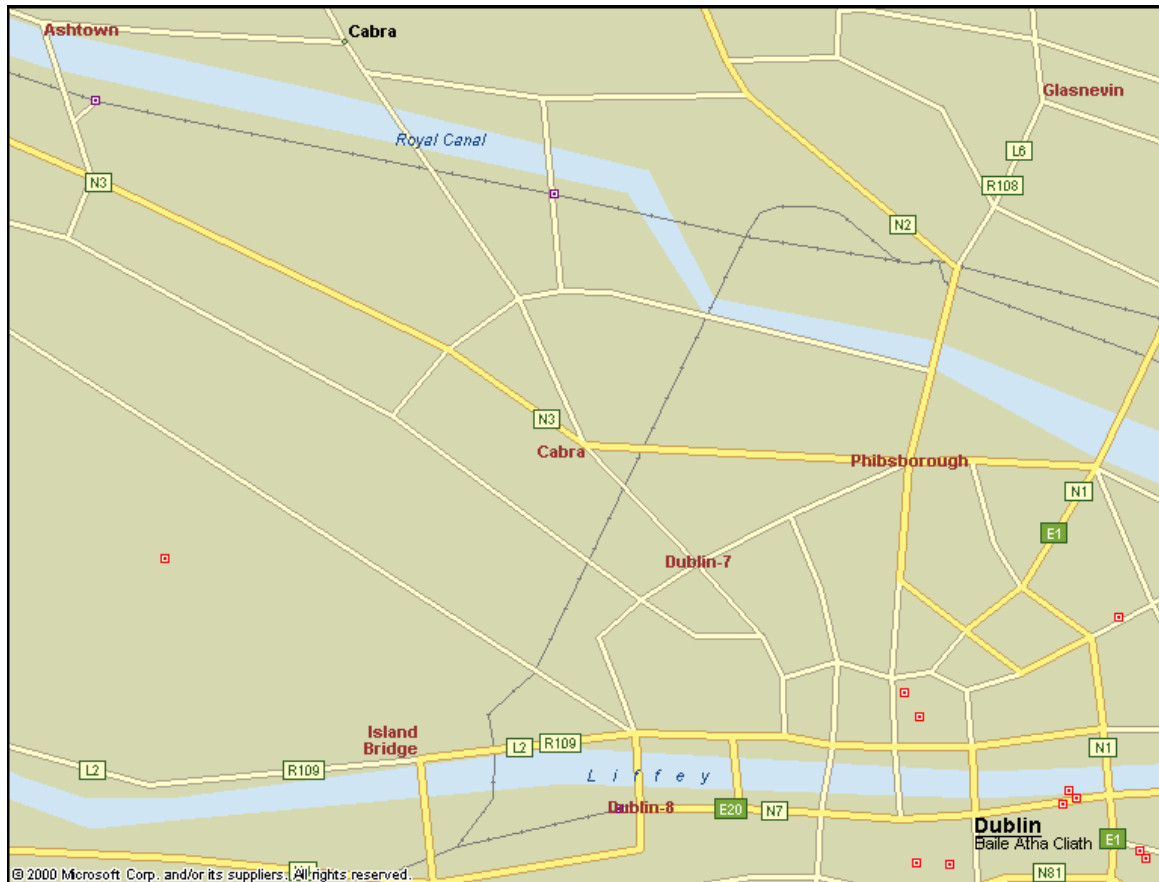 Ashtown
Cabra
Glasnevin
Royal Canal
L6
N3
R108
N2
N3
Cabra
Phibsborough
N1
E1
Dublin-7
Island
Bridge
L2
R109
N1
L2
R109
Liffey
Dublin-8
E20
N7
Dublin
Baile Atha Cliath
E1
N81
© 2000 Microsoft Corp. and/or its suppliers. All rights reserved.